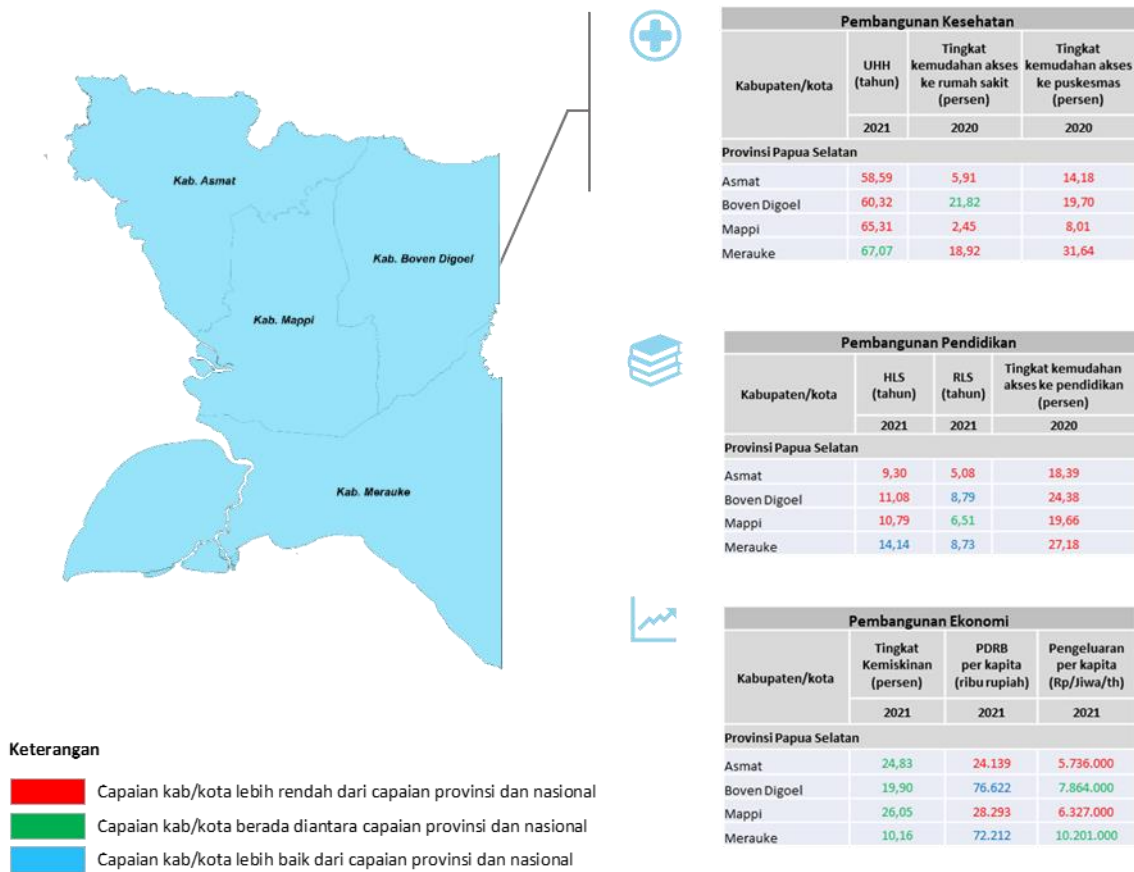 Kab. Asmat
Kab. Boven Digoel
Kab. Mappi
Kab. Merauke
Keterangan
Capaian kab/kota lebih rendah dari capaian provinsi dan nasional
Capaian kab/kota berada diantara capaian provinsi dan nasional
Capaian kab/kota lebih baik dari capaian provinsi dan nasional
Pembangunan Kesehatan
Kabupaten/kota UHH (tahun) Tingkat kemudahan akses ke rumah sakit (persen) Tingkat kemudahan akses ke puskesmas (persen)
2021 2020 2020
Provinsi Papua Selatan
Asmat 58,59 5,91 14,18
Boven Digoel 60,32 21,82 19,70
Mappi 65,31 2,45 8,01
Merauke 67,07 18,92 31,64
Pembangunan Pendidikan
Kabupaten/kota HLS (tahun) RLS (tahun) Tingkat kemudahan akses ke pendidikan (persen)
2021 2021 2020
Provinsi Papua Selatan
Asmat 9,30 5,08 18,39
Boven Digoel 11,08 8,79 24,38
Mappi 10,79 6,51 19,66
Merauke 14,14 8,73 27,18
Pembangunan Ekonomi
Kabupaten/kota Tingkat Kemiskinan (persen) PDRB per kapita (ribu rupiah) Pengeluaran per kapita (Rp/Jiwa/th)
2021 2021 2021
Provinsi Papua Selatan
Asmat 24,83 24.139 5.736.000
Boven Digoel 19,90 76.622 7.864.000
Mappi 26,05 28.293 6.327.000
Merauke 10,16 72.212 10.201.000